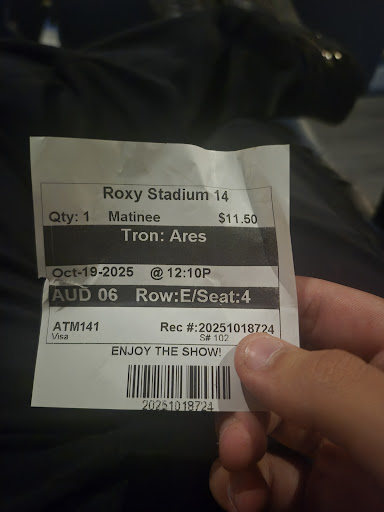 Roxy Stadium 14
Qty: 1 Matinee $11.50
Tron: Ares
Oct-19-2025 @ 12:10P
AUD 06 Row:E/Seat:4
ATM141 Rec #:20251018724
Visa S# 102
ENJOY THE SHOW!
20251018724